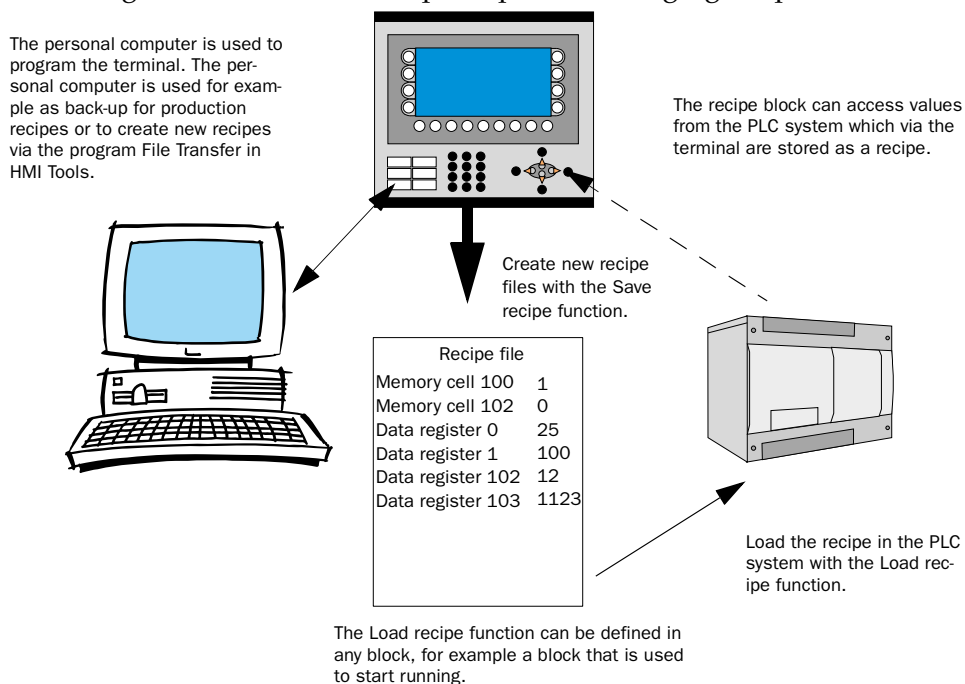 The personal computer is used to
program the terminal. The per-
sonal computer is used for exam-
ple as back-up for production
recipes or to create new recipes
via the program File Transfer in
HMI Tools.
The recipe block can access values
from the PLC system which via the
terminal are stored as a recipe.
Create new recipe
files with the Save
recipe function.
Recipe file
Memory cell 100 1
Memory cell 102 0
Data register 0 25
Data register 1 100
Data register 102 12
Data register 103 1123
Load the recipe in the PLC
system with the Load rec-
ipe function.
The Load recipe function can be defined in
any block, for example a block that is used
to start running.